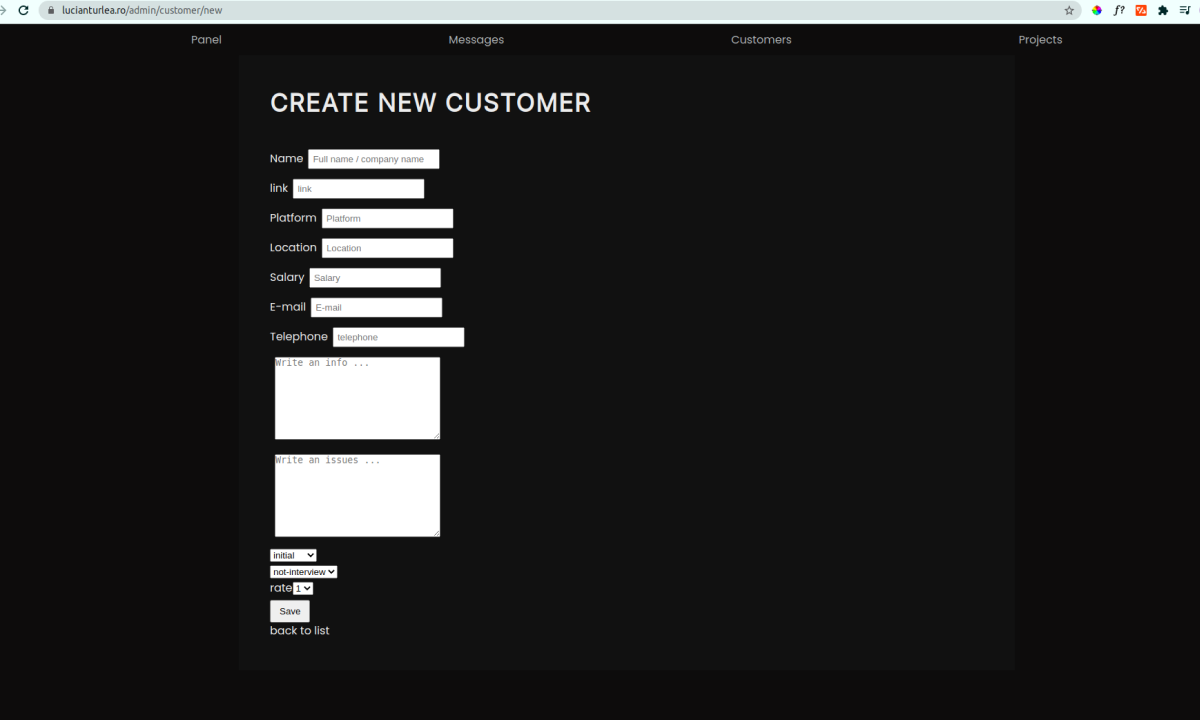 lucianturlea.ro/admin/customer/new
f?
Panel Messages Customers Projects
CREATE NEW CUSTOMER
Name Full name / company name
link link
Platform Platform
Location Location
Salary Salary
E-mail E-mail
Telephone telephone
Write an info ...
Write an issues ...
initial
not-interview
rate 1
Save
back to list